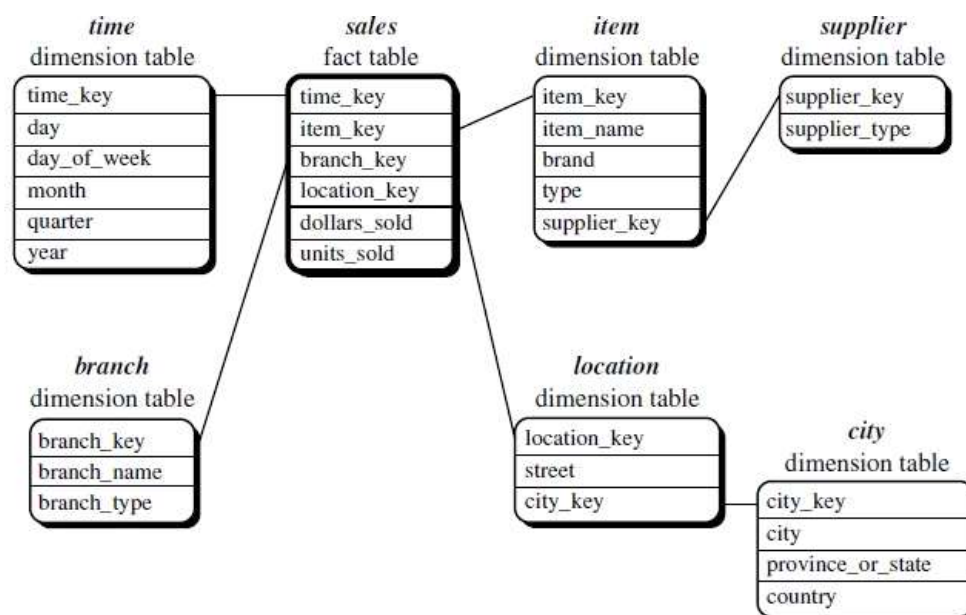 time
dimension table
time_key
day
day_of_week
month
quarter
year
sales
fact table
time_key
item_key
branch_key
location_key
dollars_sold
units_sold
item
dimension table
item_key
item_name
brand
type
supplier_key
supplier
dimension table
supplier_key
supplier_type
branch
dimension table
branch_key
branch_name
branch_type
location
dimension table
location_key
street
city_key
city
dimension table
city_key
city
province_or_state
country